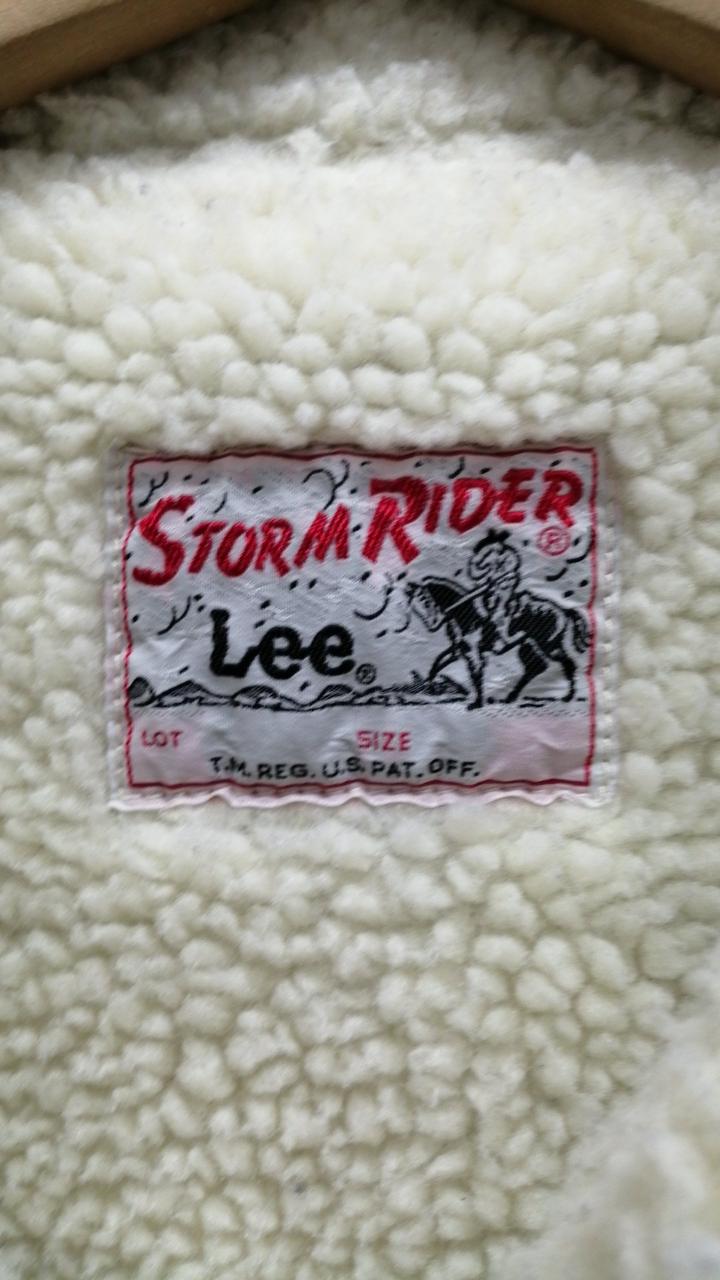 STORM RIDER ®
Lee ®
LOT SIZE
T.M. REG. U.S. PAT. OFF.